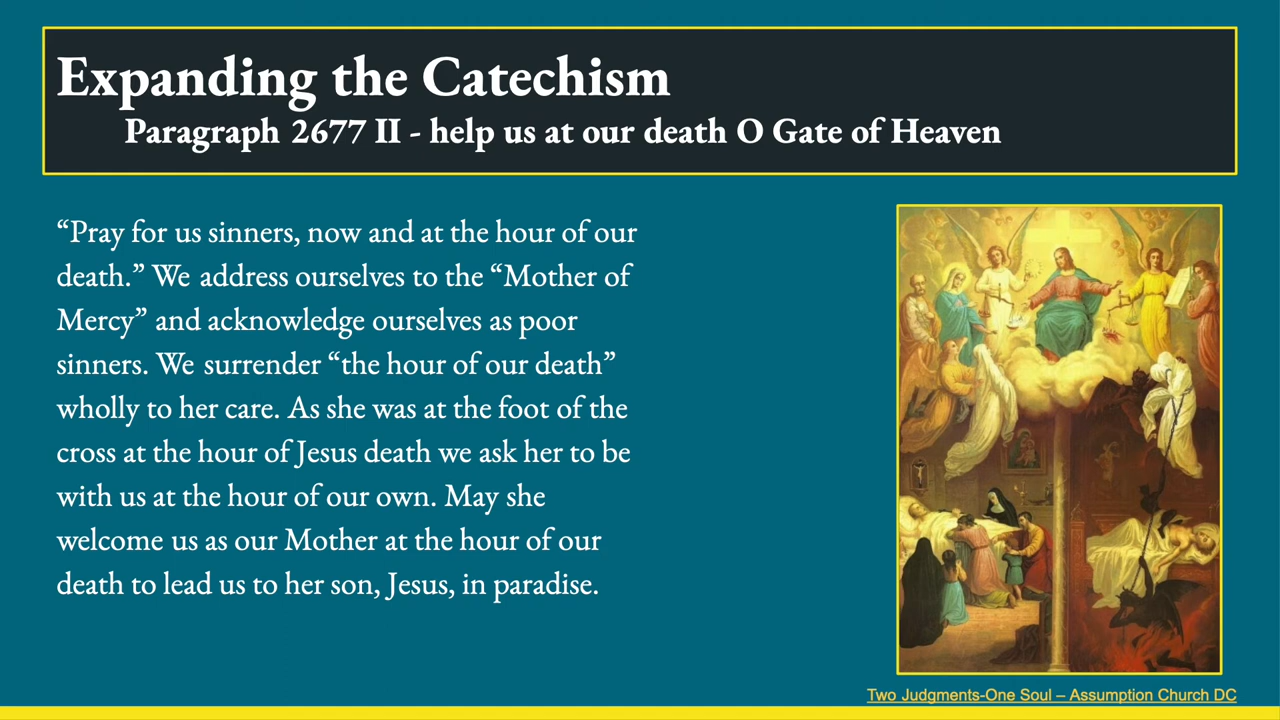 Expanding the Catechism
Paragraph 2677 II - help us at our death O Gate of Heaven
“Pray for us sinners, now and at the hour of our
death.” We address ourselves to the “Mother of
Mercy” and acknowledge ourselves as poor
sinners. We surrender “the hour of our death”
wholly to her care. As she was at the foot of the
cross at the hour of Jesus death we ask her to be
with us at the hour of our own. May she
welcome us as our Mother at the hour of our
death to lead us to her son, Jesus, in paradise.
Two Judgments-One Soul – Assumption Church DC